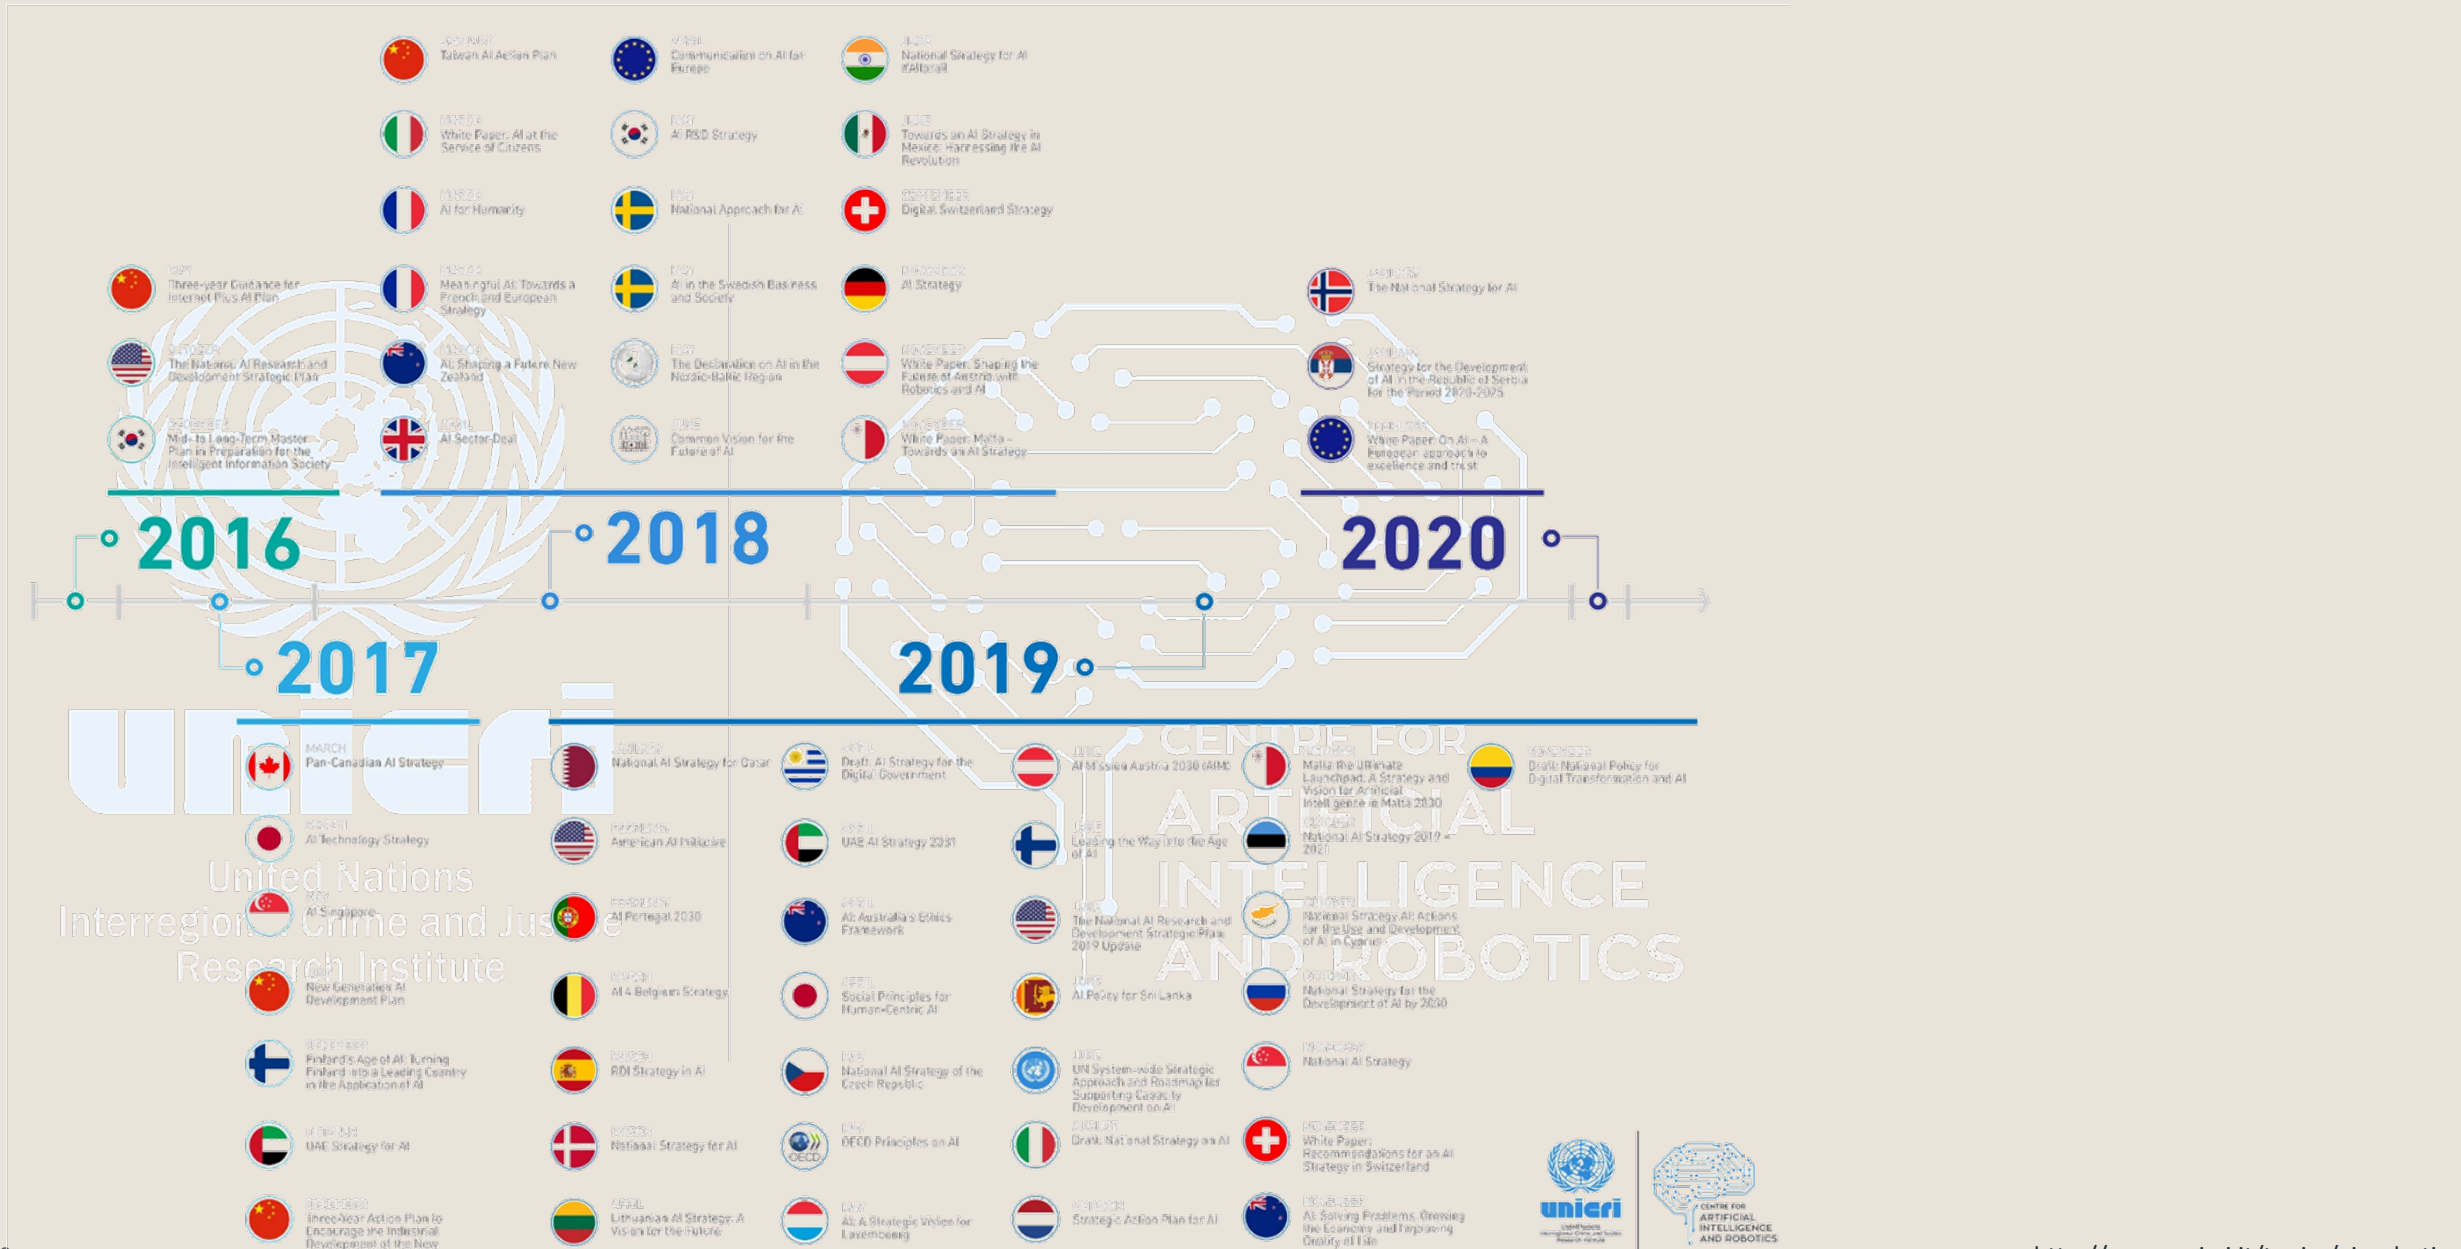 Taiwan AI Action Plan
White Paper: AI at the
Service of Citizens
AI for Humanity
Meaningful AI: Towards a
French and European
Strategy
AI: Shaping a Future New
Zealand
AI Sector Deal
Communication on AI for
Europe
AI R&D Strategy
National Approach for AI
AI in the Swedish Business
and Society
The Declaration on AI in the
Nordic-Baltic Region
Common Vision for the
Future of AI
National Strategy for AI
Towards an AI Strategy in
Mexico: Harnessing the AI
Revolution
SEPTEMBER
Digital Switzerland Strategy
AI Strategy
White Paper: Shaping the
Future of Austria with
Robotics and AI
White Paper: Malta –
Towards an AI Strategy
Three-year Guidance for
Internet Plus AI Plan
The National AI Research and
Development Strategic Plan
Mid- to Long-Term Master
Plan in Preparation for the
Intelligent Information Society
The National Strategy for AI
Strategy for the Development
of AI in the Republic of Serbia
for the Period 2020-2025
White Paper: On AI – A
European approach to
excellence and trust
2016
2018
2020
2017
2019
unicri
United Nations
Interregional Crime and Justice
Research Institute
CENTRE FOR
ARTIFICIAL
INTELLIGENCE
AND ROBOTICS
MARCH
Pan-Canadian AI Strategy
AI Technology Strategy
AI Singapore
New Generation AI
Development Plan
Finland's Age of AI: Turning
Finland into a Leading Country
in the Application of AI
UAE Strategy for AI
Three-Year Action Plan to
Encourage the Industrial
Development of the New
National AI Strategy for Qatar
American AI Initiative
AI Portugal 2030
AI 4 Belgium Strategy
RDI Strategy in AI
National Strategy for AI
APRIL
Lithuanian AI Strategy: A
Vision for the Future
Draft: AI Strategy for the
Digital Government
UAE AI Strategy 2031
AI: Australia's Ethics
Framework
Social Principles for
Human-Centric AI
National AI Strategy of the
Czech Republic
OECD
OECD Principles on AI
AI: A Strategic Vision for
Luxembourg
AI Mission Austria 2030 (AIM)
Leading the Way into the Age
of AI
The National AI Research and
Development Strategic Plan:
2019 Update
AI Policy for Sri Lanka
UN System-wide Strategic
Approach and Roadmap for
Supporting Capacity
Development on AI
Draft: National Strategy on AI
Strategic Action Plan for AI
Malta the Ultimate
Launchpad: A Strategy and
Vision for Artificial
Intelligence in Malta 2030
National AI Strategy 2019 –
2021
National Strategy AI: Actions
for the Use and Development
of AI in Cyprus
National Strategy for the
Development of AI by 2030
National AI Strategy
White Paper:
Recommendations for an AI
Strategy in Switzerland
AI: Solving Problems, Growing
the Economy and Improving
Quality of Life
Draft: National Policy for
Digital Transformation and AI
unicri
CENTRE FOR
ARTIFICIAL
INTELLIGENCE
AND ROBOTICS